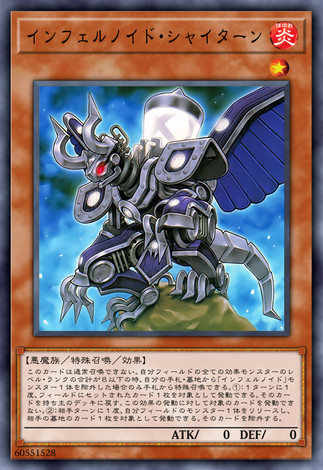 インフェルノイド・シャイターン
炎
K
【悪魔族／特殊召喚／効果】
このカードは通常召喚できない。自分フィールドの全ての効果モンスターの
レベル・ランクの合計が８以下の時、自分の手札・墓地から「インフェルノイド」モ
ンスター１体を除外した場合のみ手札から特殊召喚できる。①：１ターンに１
度、フィールドにセットされたカード１枚を対象として発動できる。そのカー
ドを持ち主のデッキに戻す。この効果の発動に対して対象のカードを発動でき
ない。②：相手ターンに１度、自分フィールドのモンスター１体をリリースし、
相手の墓地のカード１枚を対象として発動できる。そのカードを除外する。
ATK/ 0 DEF/ 0
60551528